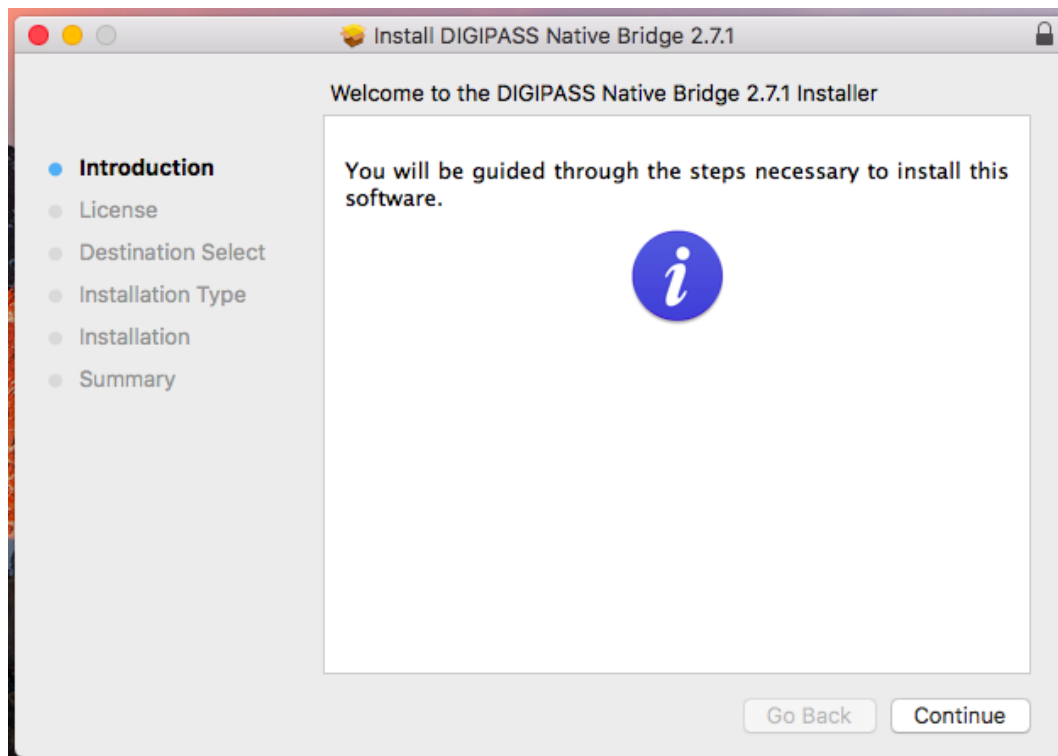 Install DIGIPASS Native Bridge 2.7.1
Welcome to the DIGIPASS Native Bridge 2.7.1 Installer
Introduction
License
Destination Select
Installation Type
Installation
Summary
You will be guided through the steps necessary to install this
software.
i
Go Back
Continue